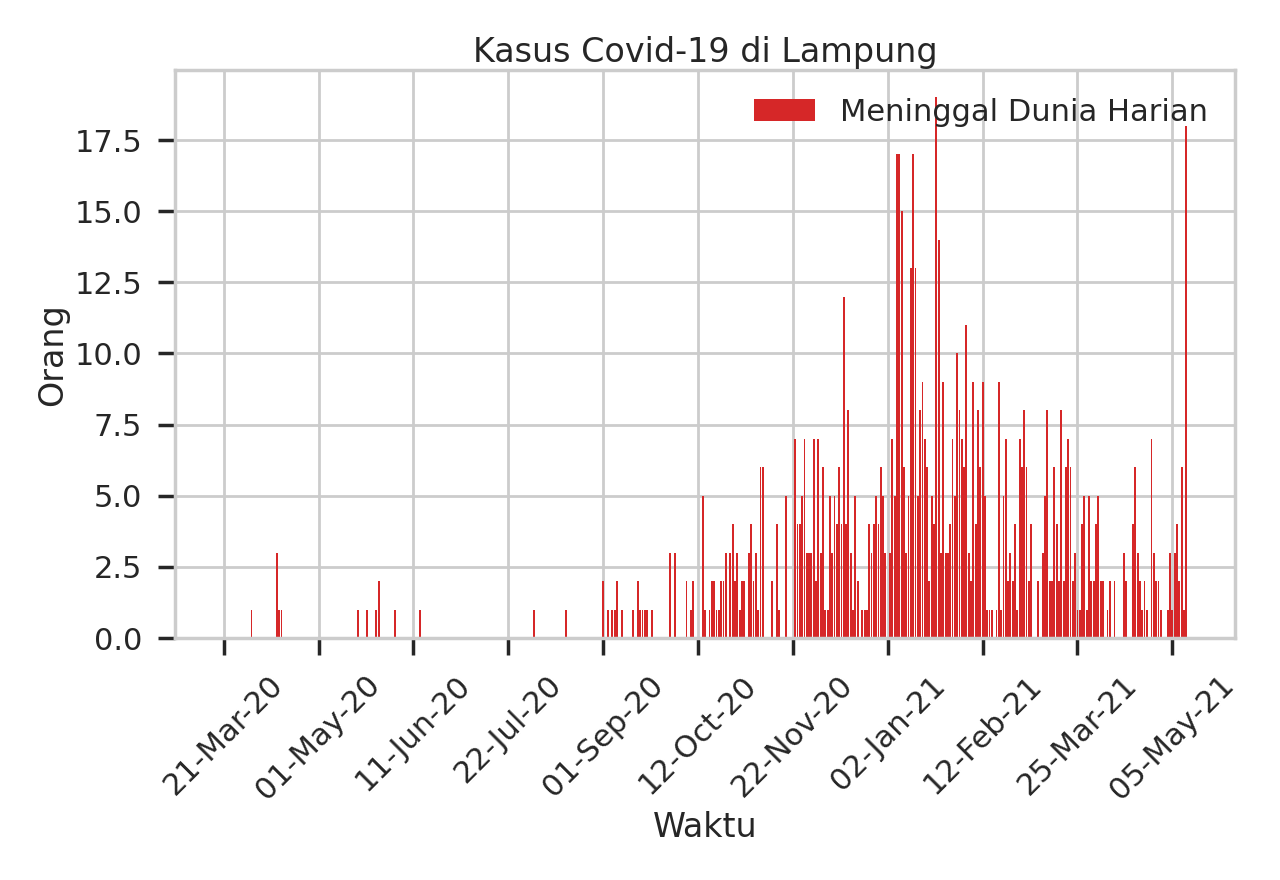 Kasus Covid-19 di Lampung
Meninggal Dunia Harian
Orang
17.5
15.0
12.5
10.0
7.5
5.0
2.5
0.0
21-Mar-20
01-May-20
11-Jun-20
22-Jul-20
01-Sep-20
12-Oct-20
22-Nov-20
02-Jan-21
12-Feb-21
25-Mar-21
05-May-21
Waktu